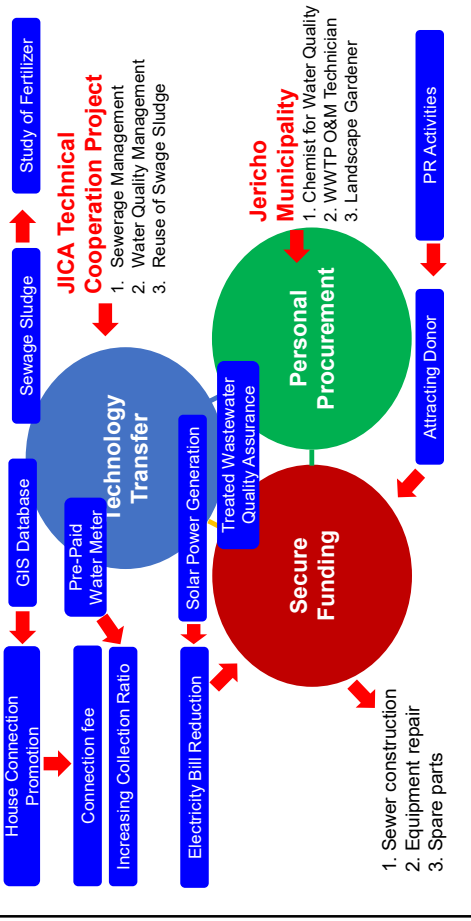 House Connection
Promotion
GIS Database
Sewage Sludge
Study of Fertilizer
Connection fee
Increasing Collection Ratio
Pre-Paid
Water Meter
Technology
Transfer
JICA Technical
Cooperation Project
1. Sewerage Management
2. Water Quality Management
3. Reuse of Swage Sludge
Electricity Bill Reduction
Solar Power Generation
Treated Wastewater
Quality Assurance
Secure
Funding
Personal
Procurement
Jericho
Municipality
1. Chemist for Water Quality
2. WWTP O&M Technician
3. Landscape Gardener
1. Sewer construction
2. Equipment repair
3. Spare parts
Attracting Donor
PR Activities